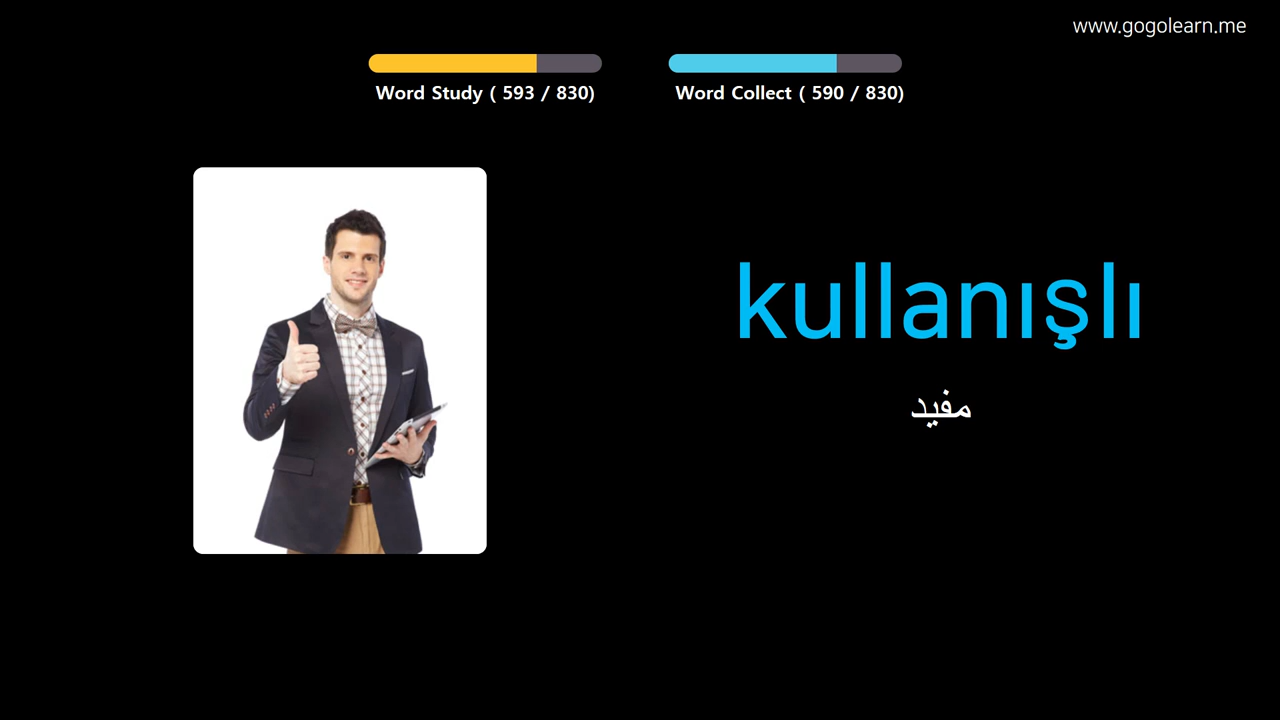 www.gogolearn.me
Word Study ( 593 / 830)
Word Collect ( 590 / 830)
kullanışlı
مفيد